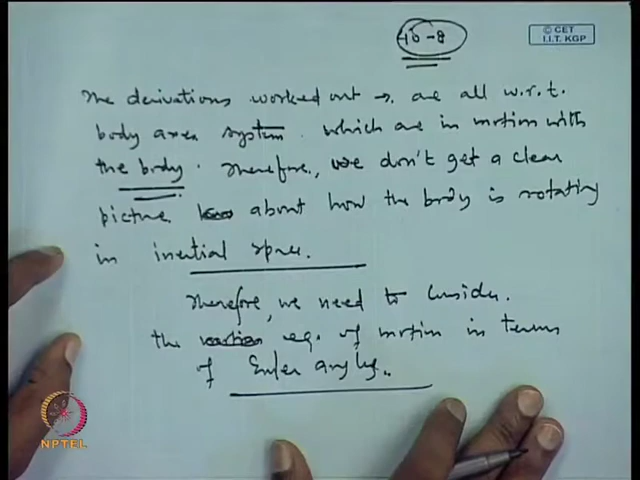 40-8
© CET
I.I.T. KGP
The derivations worked out → are all w.r.t.
body axes system which are in motion with
the body. Therefore, we don't get a clear
picture about how the body is rotating
in inertial space.
Therefore, we need to consider
the eq. of motion in terms
of Euler angles.
NPTEL